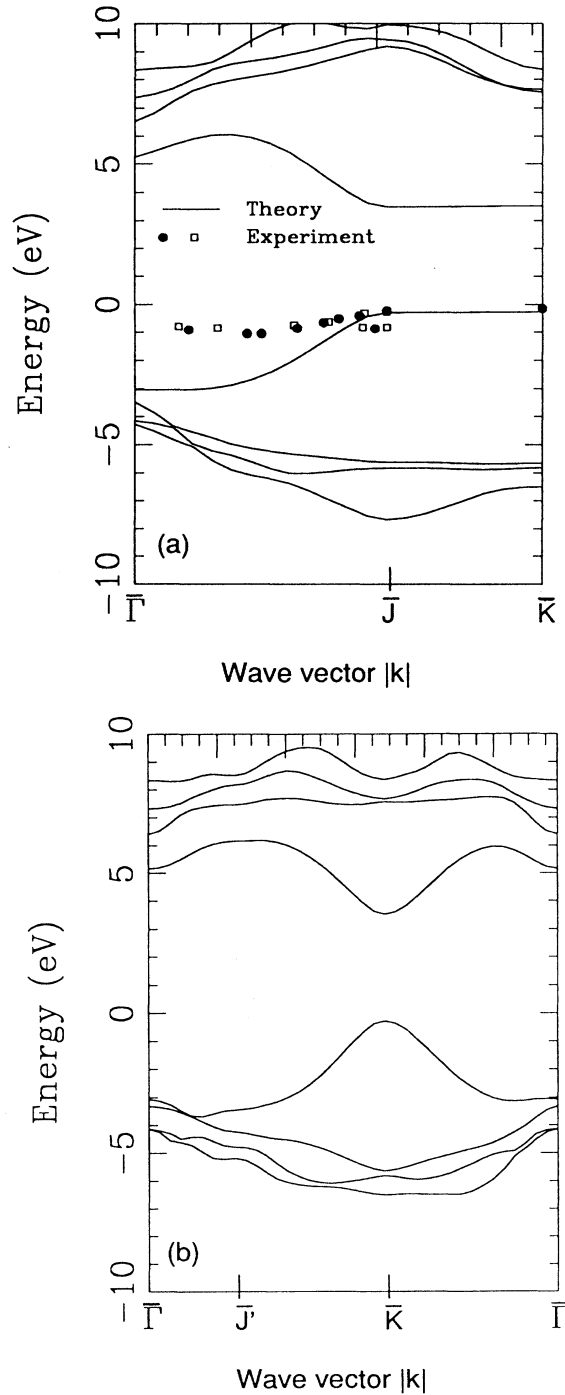 10
5
0
−5
−10
Energy (eV)
Theory
Experiment
(a)
Γ̅ J̅ K̅
Wave vector |k|
10
5
0
−5
−10
Energy (eV)
(b)
Γ̅ J̅' K̅ Γ̅
Wave vector |k|